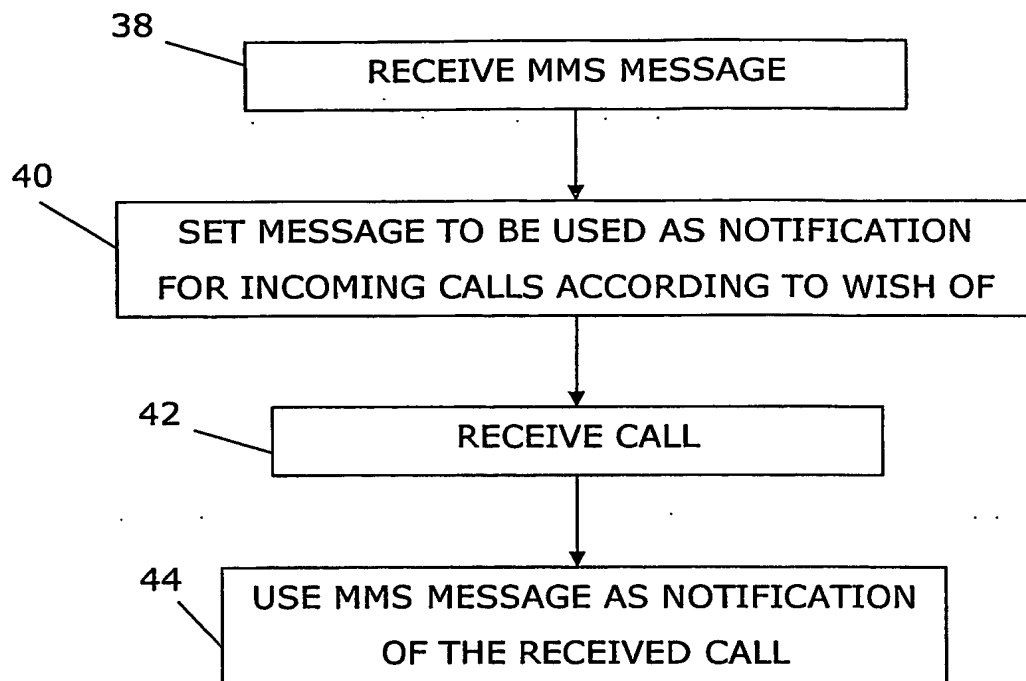 38
RECEIVE MMS MESSAGE
40
SET MESSAGE TO BE USED AS NOTIFICATION
FOR INCOMING CALLS ACCORDING TO WISH OF
42
RECEIVE CALL
44
USE MMS MESSAGE AS NOTIFICATION
OF THE RECEIVED CALL